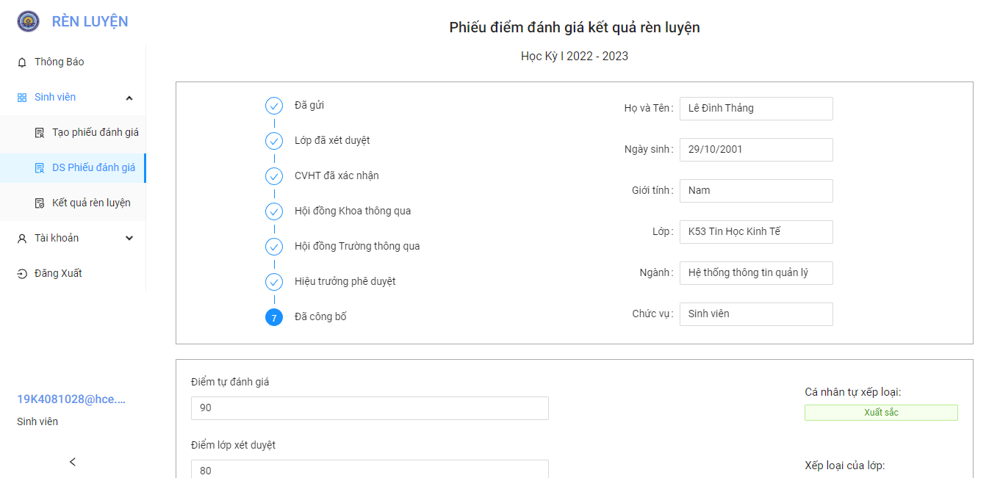 RÈN LUYỆN
Thông Báo
Sinh viên
Tạo phiếu đánh giá
DS Phiếu đánh giá
Kết quả rèn luyện
Tài khoản
Đăng Xuất
19K4081028@hce....
Sinh viên
Phiếu điểm đánh giá kết quả rèn luyện
Học Kỳ I 2022 - 2023
Đã gửi
Lớp đã xét duyệt
CVHT đã xác nhận
Hội đồng Khoa thông qua
Hội đồng Trường thông qua
Hiệu trưởng phê duyệt
7 Đã công bố
Họ và Tên: Lê Đình Thảng
Ngày sinh: 29/10/2001
Giới tính: Nam
Lớp: K53 Tin Học Kinh Tế
Ngành: Hệ thống thông tin quản lý
Chức vụ: Sinh viên
Điểm tự đánh giá
90
Cá nhân tự xếp loại:
Xuất sắc
Điểm lớp xét duyệt
80
Xếp loại của lớp: